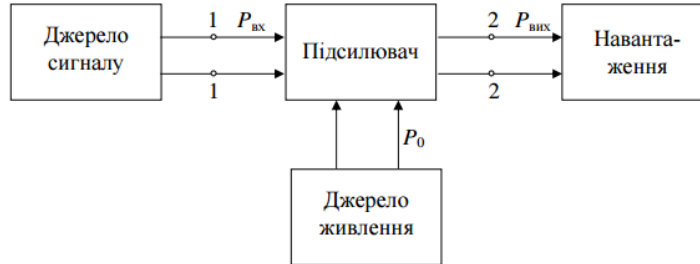 1 Pвх
2 Pвих
Джерело
сигналу
Підсилювач
Наванта-
ження
1
2
P0
Джерело
живлення